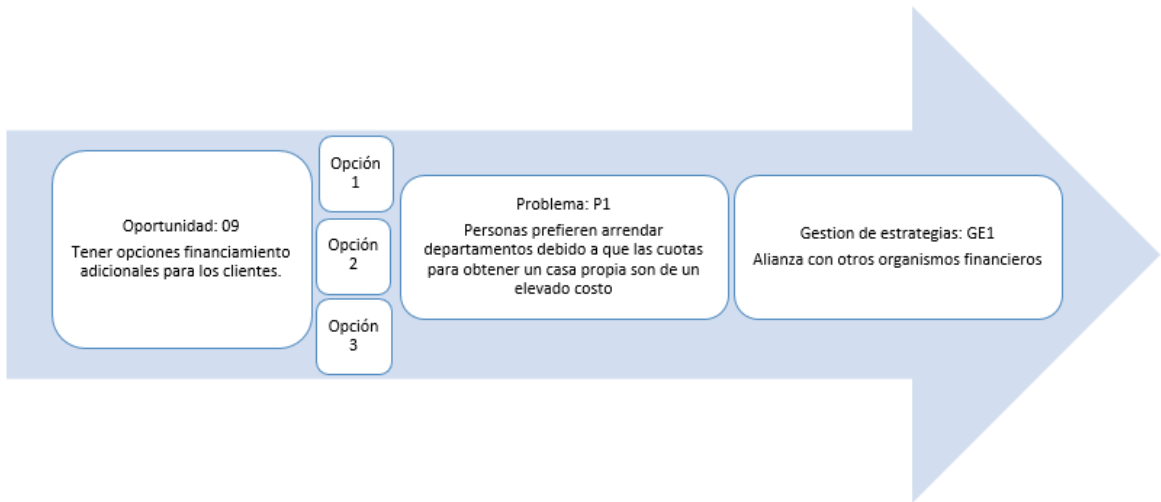 Oportunidad: 09
Tener opciones financiamiento
adicionales para los clientes.
Opción
1
Opción
2
Opción
3
Problema: P1
Personas prefieren arrendar
departamentos debido a que las cuotas
para obtener un casa propia son de un
elevado costo
Gestion de estrategias: GE1
Alianza con otros organismos financieros